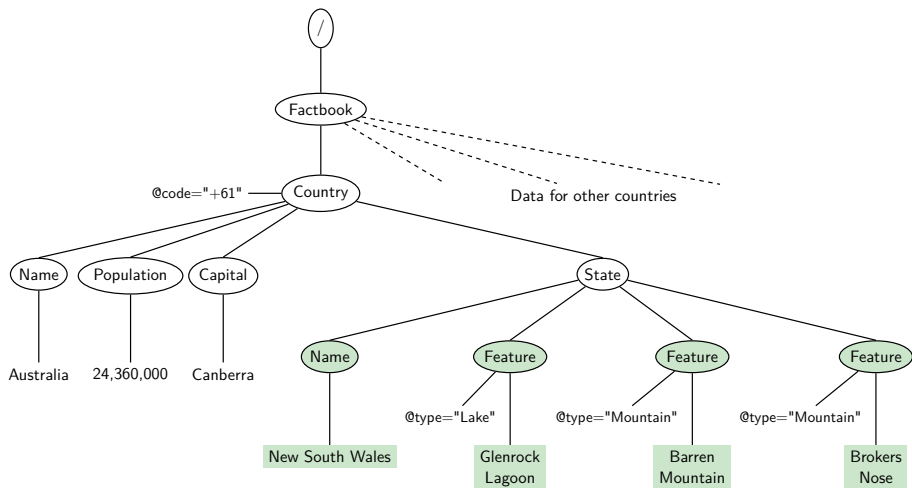 /
Factbook
@code="+61"
Country
Data for other countries
Name
Population
Capital
State
Name
Feature
Feature
Feature
Australia
24,360,000
Canberra
@type="Lake"
@type="Mountain"
@type="Mountain"
New South Wales
Glenrock
Lagoon
Barren
Mountain
Brokers
Nose